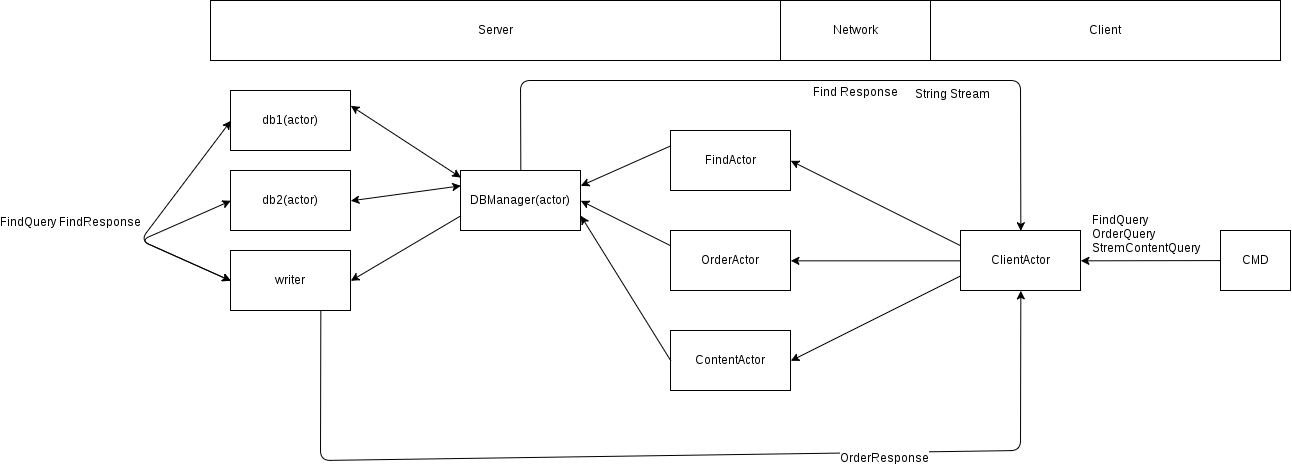 Server
Network
Client
Find Response
String Stream
db1(actor)
FindActor
db2(actor)
DBManager(actor)
FindQuery FindResponse
FindQuery
OrderQuery
StremContentQuery
writer
OrderActor
ClientActor
CMD
ContentActor
OrderResponse